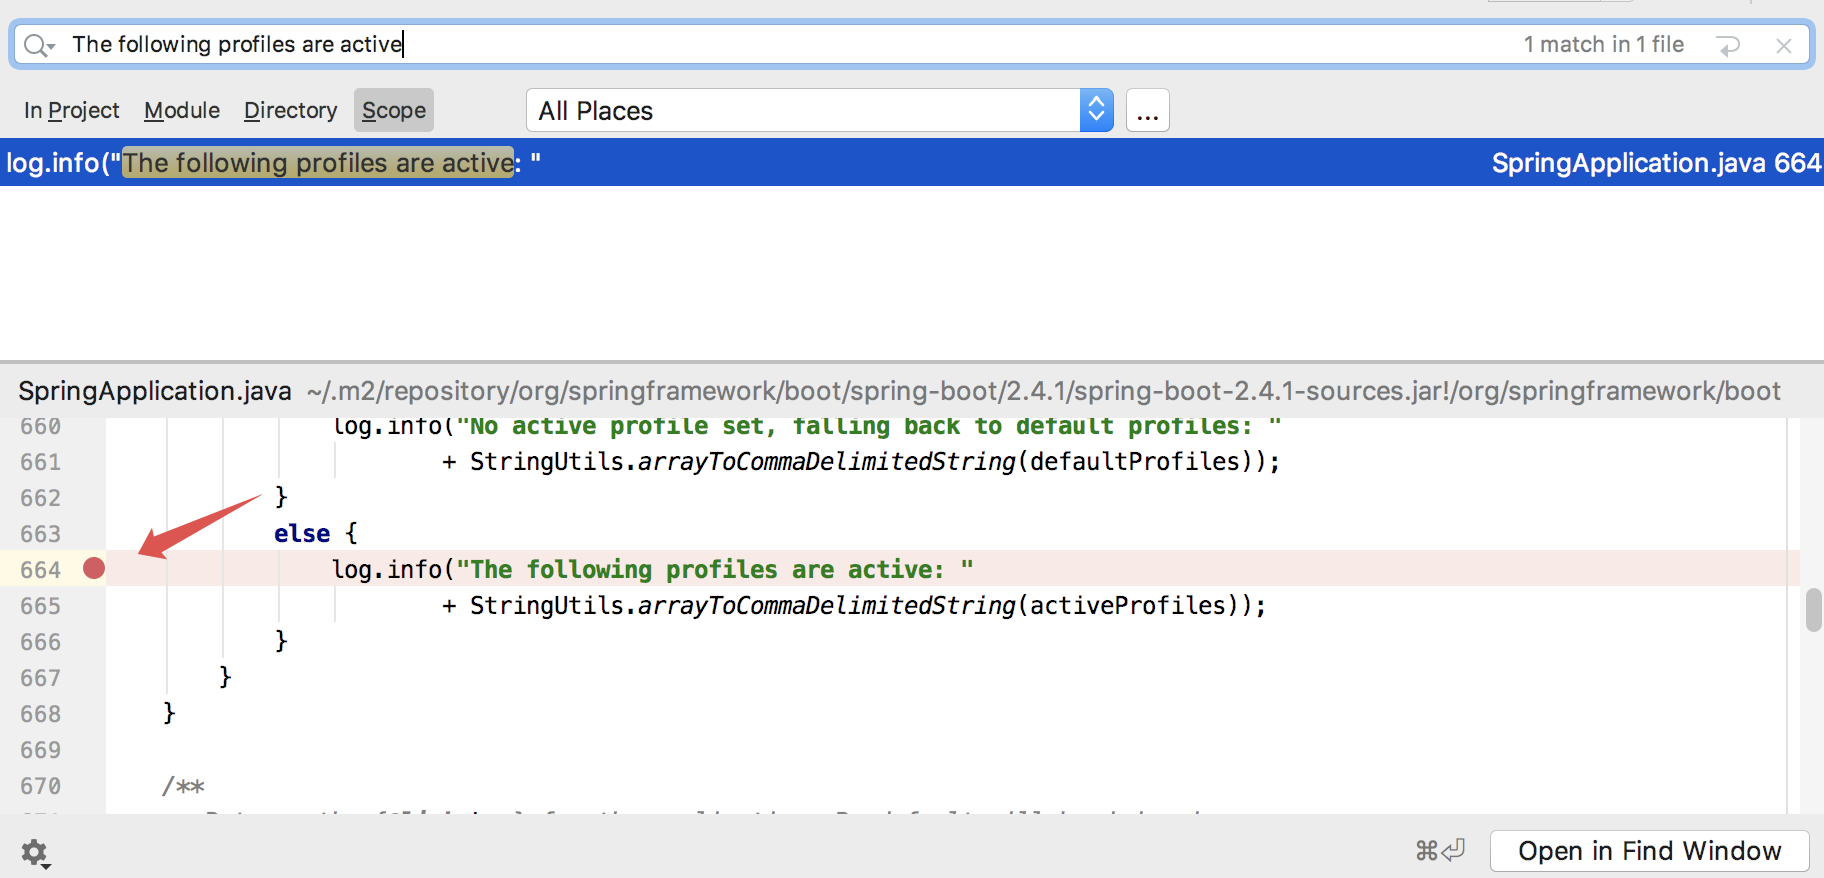 The following profiles are active
1 match in 1 file
In Project Module Directory Scope All Places ...
log.info("The following profiles are active: " SpringApplication.java 664
SpringApplication.java ~/.m2/repository/org/springframework/boot/spring-boot/2.4.1/spring-boot-2.4.1-sources.jar!/org/springframework/boot
660 log.info("No active profile set, falling back to default profiles: "
661 + StringUtils.arrayToCommaDelimitedString(defaultProfiles));
662 }
663 else {
664 log.info("The following profiles are active: "
665 + StringUtils.arrayToCommaDelimitedString(activeProfiles));
666 }
667 }
668 }
669
670 /**
⌘⏎ Open in Find Window